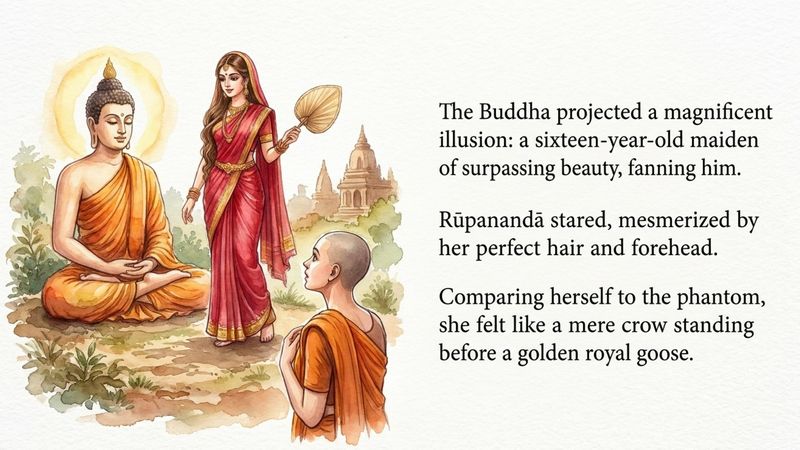 The Buddha projected a magnificent
illusion: a sixteen-year-old maiden
of surpassing beauty, fanning him.
Rūpanandā stared, mesmerized by
her perfect hair and forehead.
Comparing herself to the phantom,
she felt like a mere crow standing
before a golden royal goose.